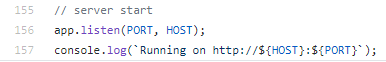 155 // server start
156 app.listen(PORT, HOST);
157 console.log(`Running on http://${HOST}:${PORT}`);